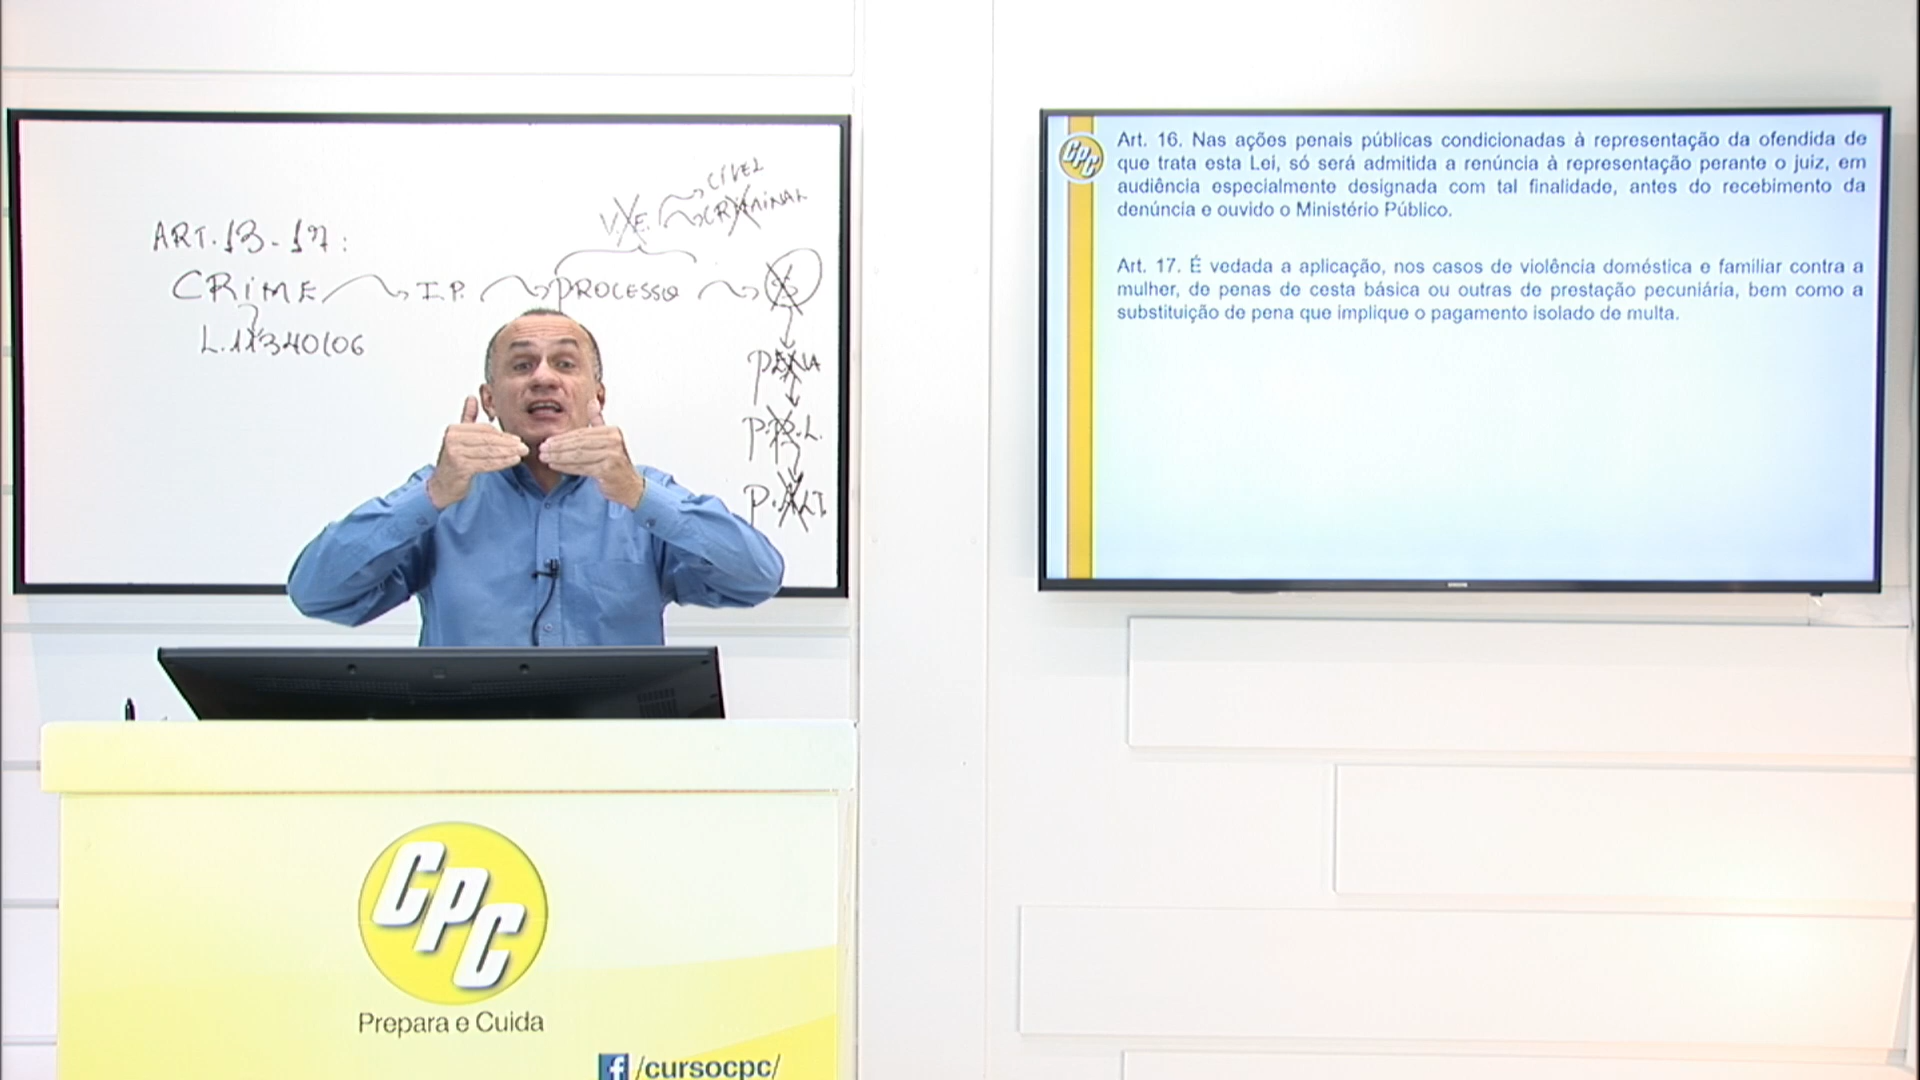 CÍVEL
V.E. CRIMINAL
ART. 13-17:
CRIME I.P. PROCESSO
L.11340/06
PENA
P.P.L.
P.ALT.
CPC
Art. 16. Nas ações penais públicas condicionadas à representação da ofendida de
que trata esta Lei, só será admitida a renúncia à representação perante o juiz, em
audiência especialmente designada com tal finalidade, antes do recebimento da
denúncia e ouvido o Ministério Público.
Art. 17. É vedada a aplicação, nos casos de violência doméstica e familiar contra a
mulher, de penas de cesta básica ou outras de prestação pecuniária, bem como a
substituição de pena que implique o pagamento isolado de multa.
CPC
Prepara e Cuida
f /cursocpc/